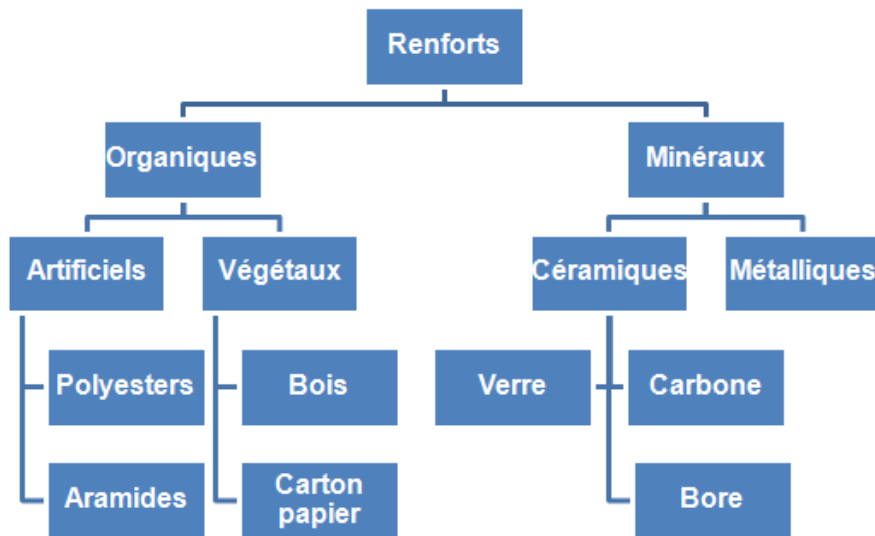 Renforts
Organiques
Minéraux
Artificiels
Végétaux
Céramiques
Métalliques
Polyesters
Bois
Verre
Carbone
Aramides
Carton
papier
Bore